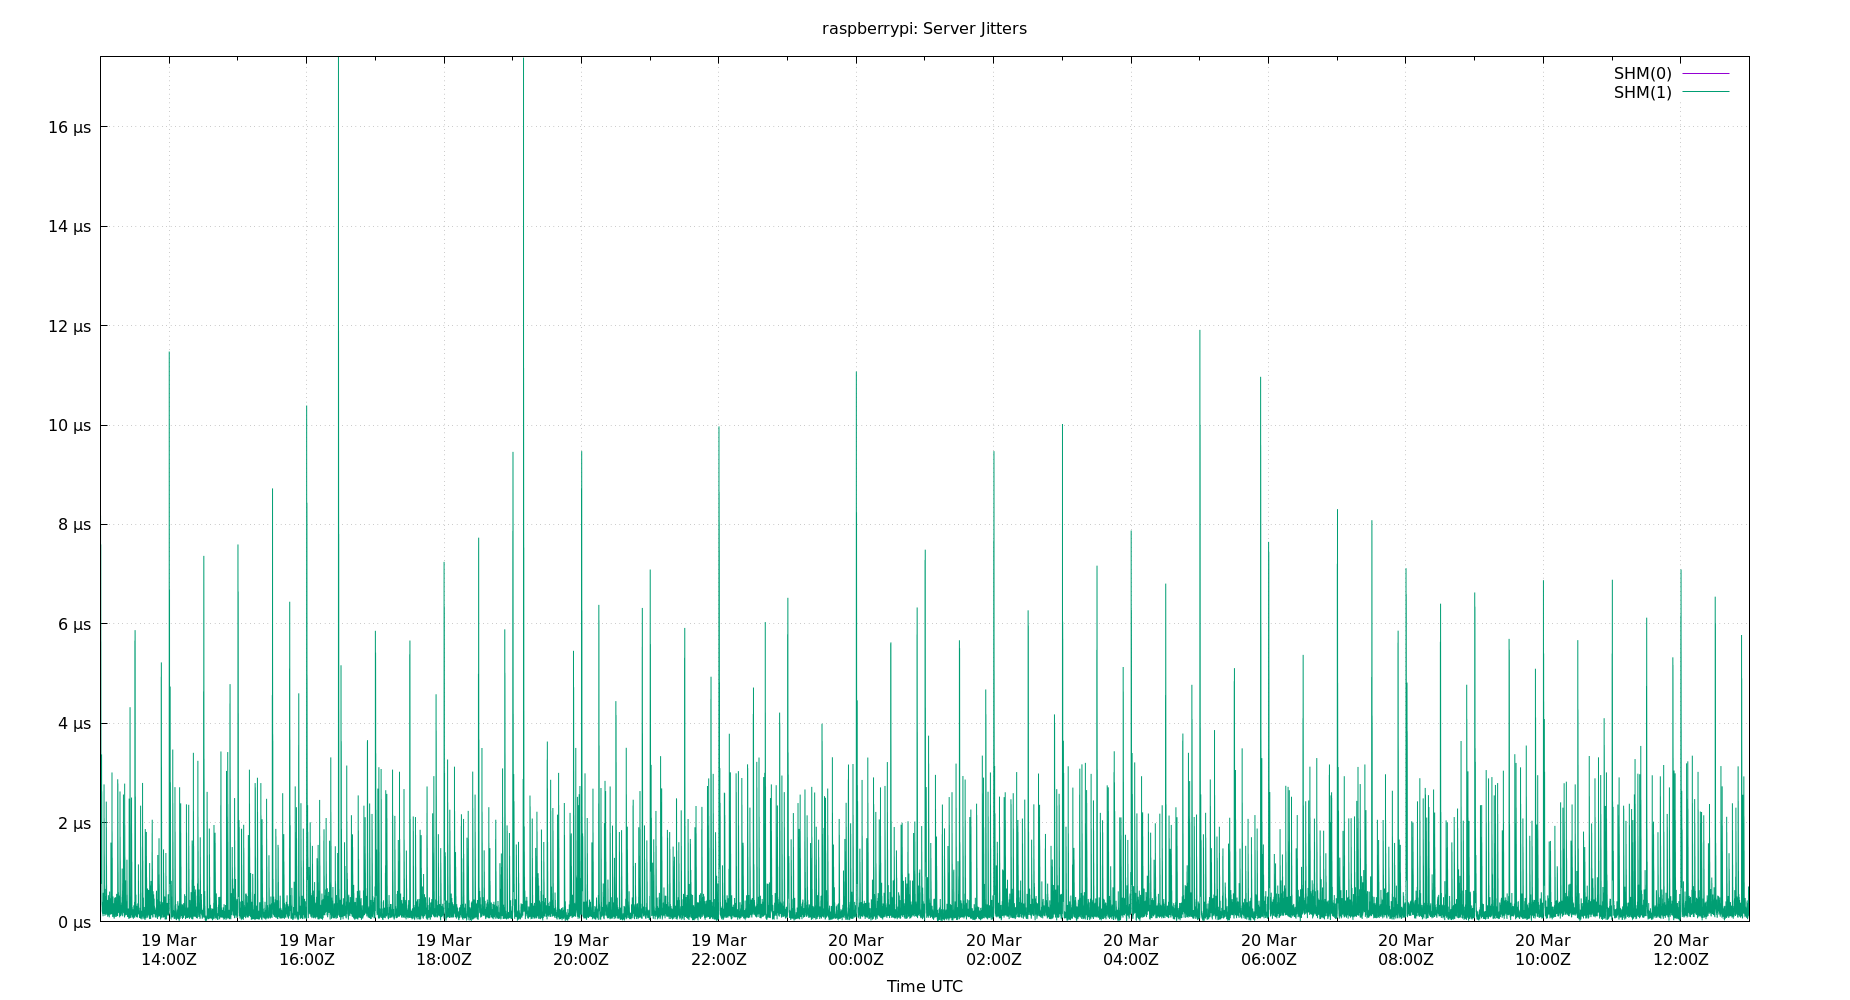 raspberrypi: Server Jitters
SHM(0)
SHM(1)
16 μs
14 μs
12 μs
10 μs
8 μs
6 μs
4 μs
2 μs
0 μs
19 Mar 19 Mar 19 Mar 19 Mar 19 Mar 20 Mar 20 Mar 20 Mar 20 Mar 20 Mar 20 Mar 20 Mar
14:00Z 16:00Z 18:00Z 20:00Z 22:00Z 00:00Z 02:00Z 04:00Z 06:00Z 08:00Z 10:00Z 12:00Z
Time UTC